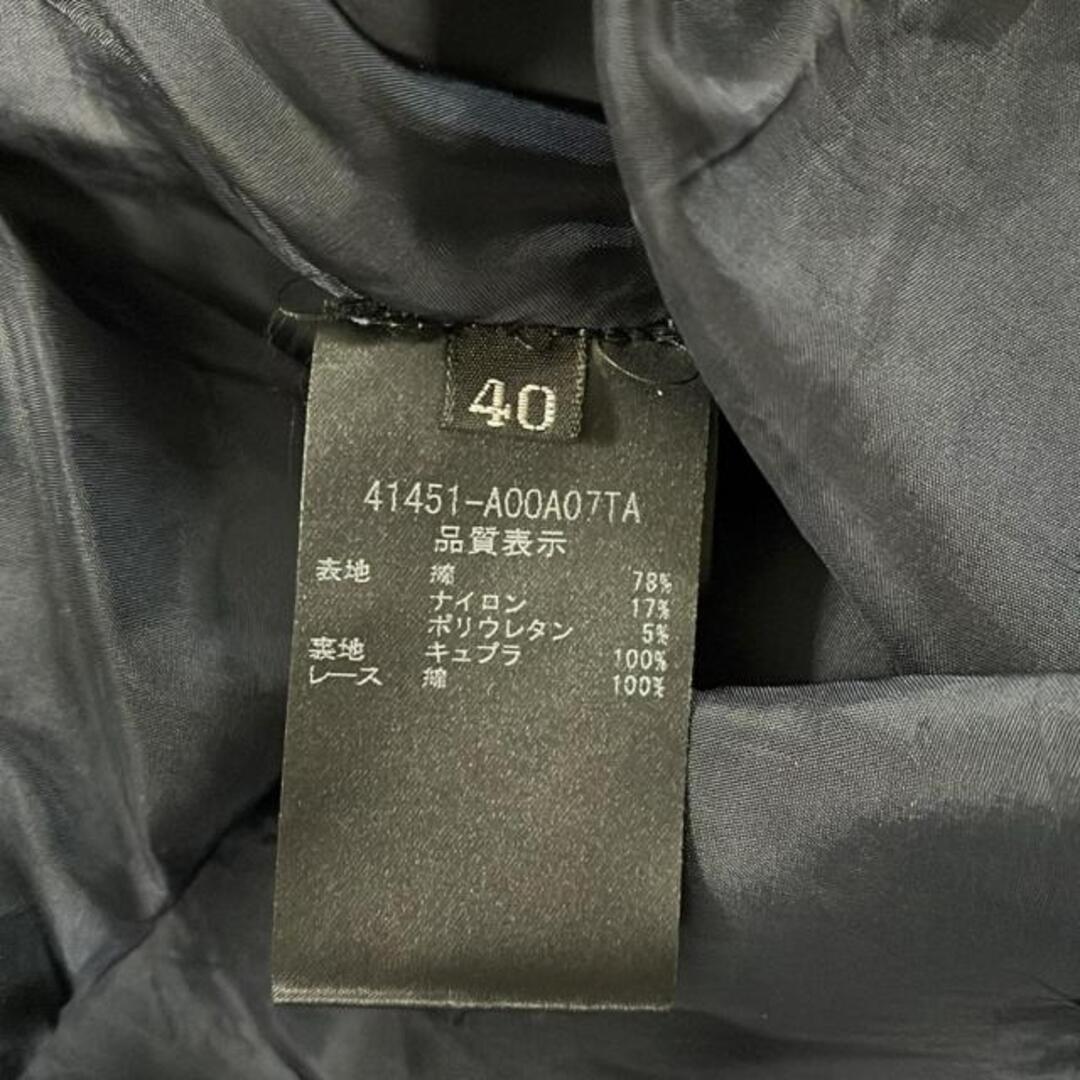 40
41451-A00A07TA
品質表示
表地 綿 78%
ナイロン 17%
ポリウレタン 5%
裏地 キュプラ 100%
レース 綿 100%